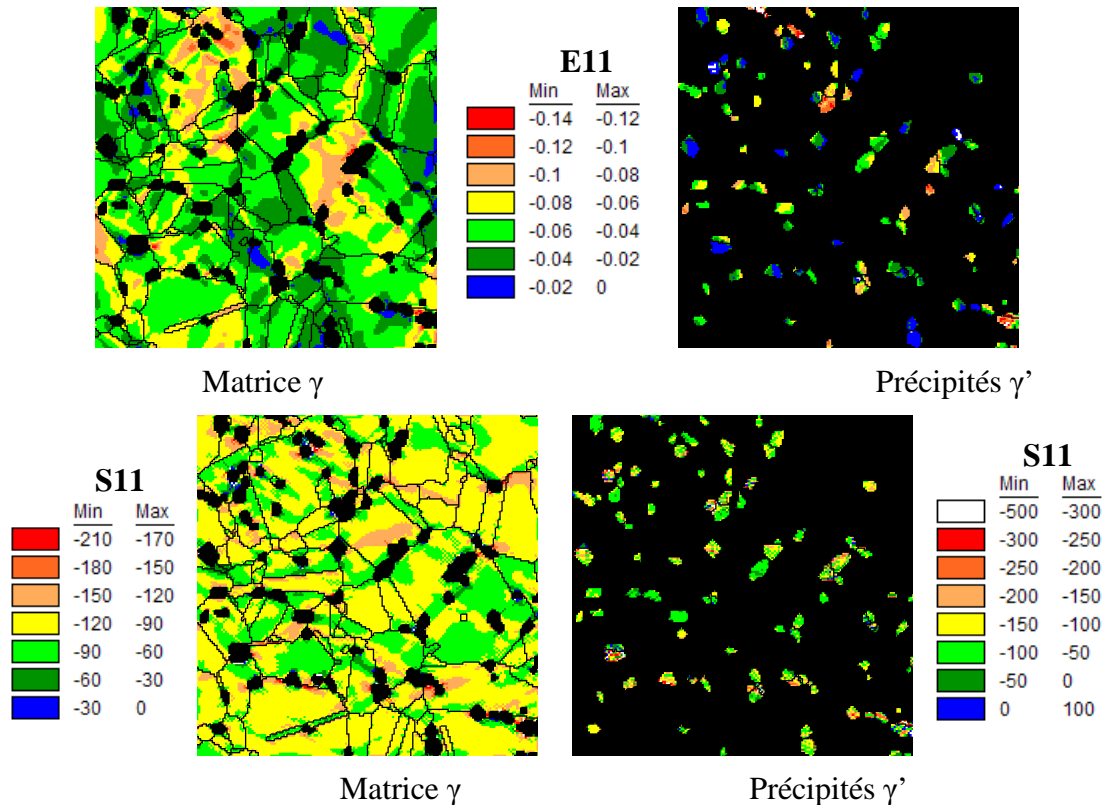 E11
Min Max
-0.14 -0.12
-0.12 -0.1
-0.1 -0.08
-0.08 -0.06
-0.06 -0.04
-0.04 -0.02
-0.02 0
Matrice γ
Précipités γ’
S11
Min Max
-210 -170
-180 -150
-150 -120
-120 -90
-90 -60
-60 -30
-30 0
S11
Min Max
-500 -300
-300 -250
-250 -200
-200 -150
-150 -100
-100 -50
-50 0
0 100
Matrice γ
Précipités γ’